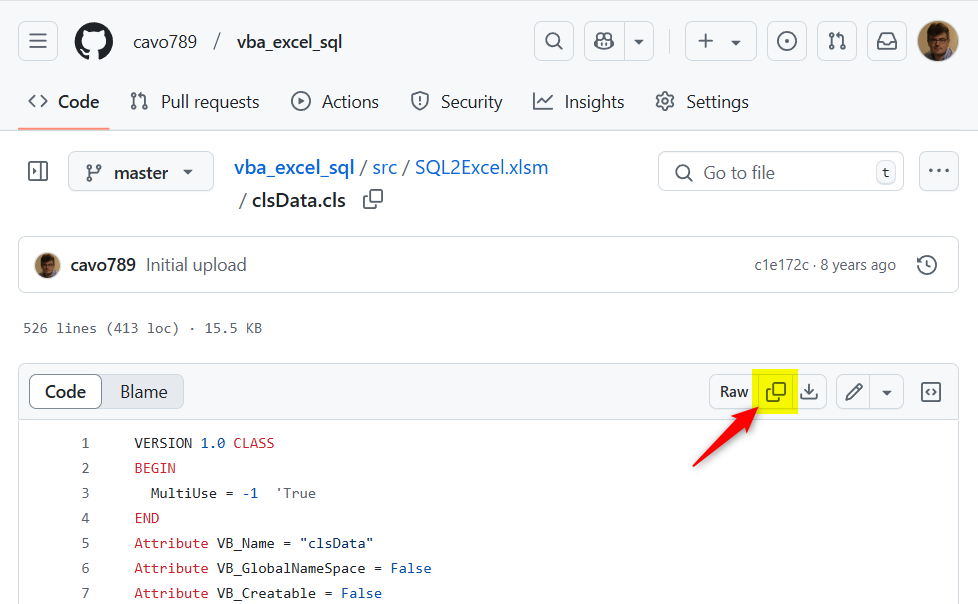 cavo789 / vba_excel_sql
Code Pull requests Actions Security Insights Settings
master
vba_excel_sql / src / SQL2Excel.xlsm
/ clsData.cls
Go to file t
cavo789 Initial upload
c1e172c · 8 years ago
526 lines (413 loc) · 15.5 KB
Code Blame
Raw
1 VERSION 1.0 CLASS
2 BEGIN
3 MultiUse = -1 'True
4 END
5 Attribute VB_Name = "clsData"
6 Attribute VB_GlobalNameSpace = False
7 Attribute VB_Creatable = False